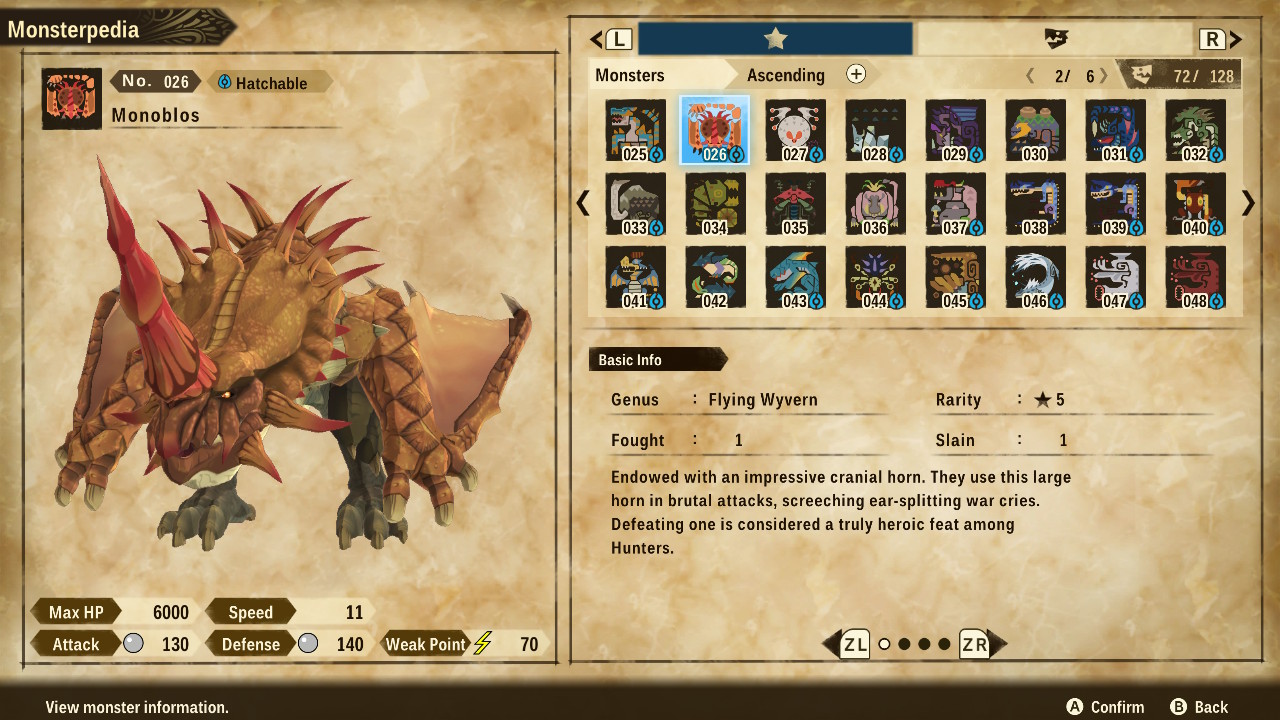 Monsterpedia
No. 026
Hatchable
Monoblos
Max HP 6000
Speed 11
Attack 130
Defense 140
Weak Point 70
L
R
Monsters
Ascending
2/ 6
72/ 128
025 026 027 028 029 030 031 032
033 034 035 036 037 038 039 040
041 042 043 044 045 046 047 048
Basic Info
Genus : Flying Wyvern
Rarity : ★ 5
Fought : 1
Slain : 1
Endowed with an impressive cranial horn. They use this large
horn in brutal attacks, screeching ear-splitting war cries.
Defeating one is considered a truly heroic feat among
Hunters.
ZL
ZR
View monster information.
A Confirm
B Back